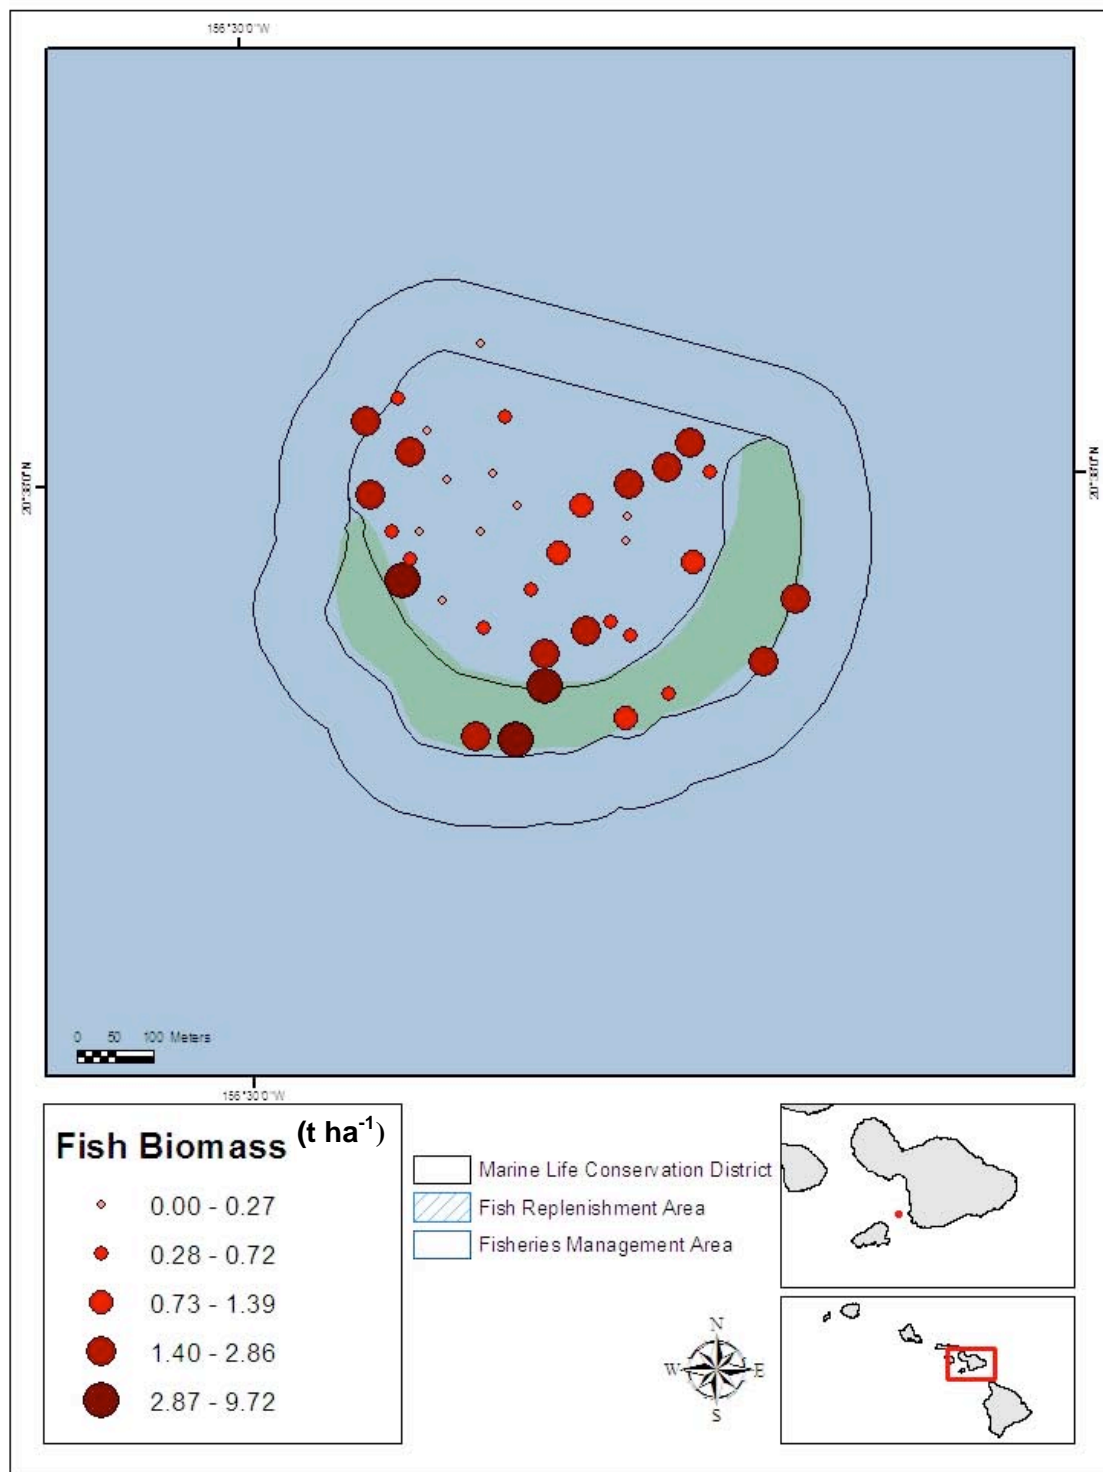 156°30'0"W
20°38'0"N
20°38'0"N
0 50 100 Meters
156°30'0"W
Fish Biomass (t ha-1)
0.00 - 0.27
0.28 - 0.72
0.73 - 1.39
1.40 - 2.86
2.87 - 9.72
Marine Life Conservation District
Fish Replenishment Area
Fisheries Management Area
N
W E
S